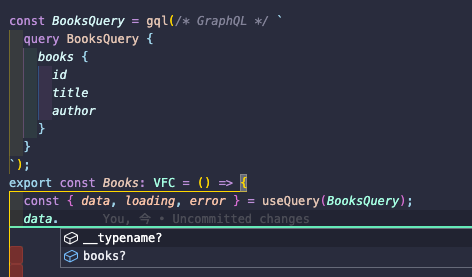 const BooksQuery = gql(/* GraphQL */ `
query BooksQuery {
books {
id
title
author
}
}
`);
export const Books: VFC = () => {
const { data, loading, error } = useQuery(BooksQuery);
data. You, 今 • Uncommitted changes
__typename?
books?